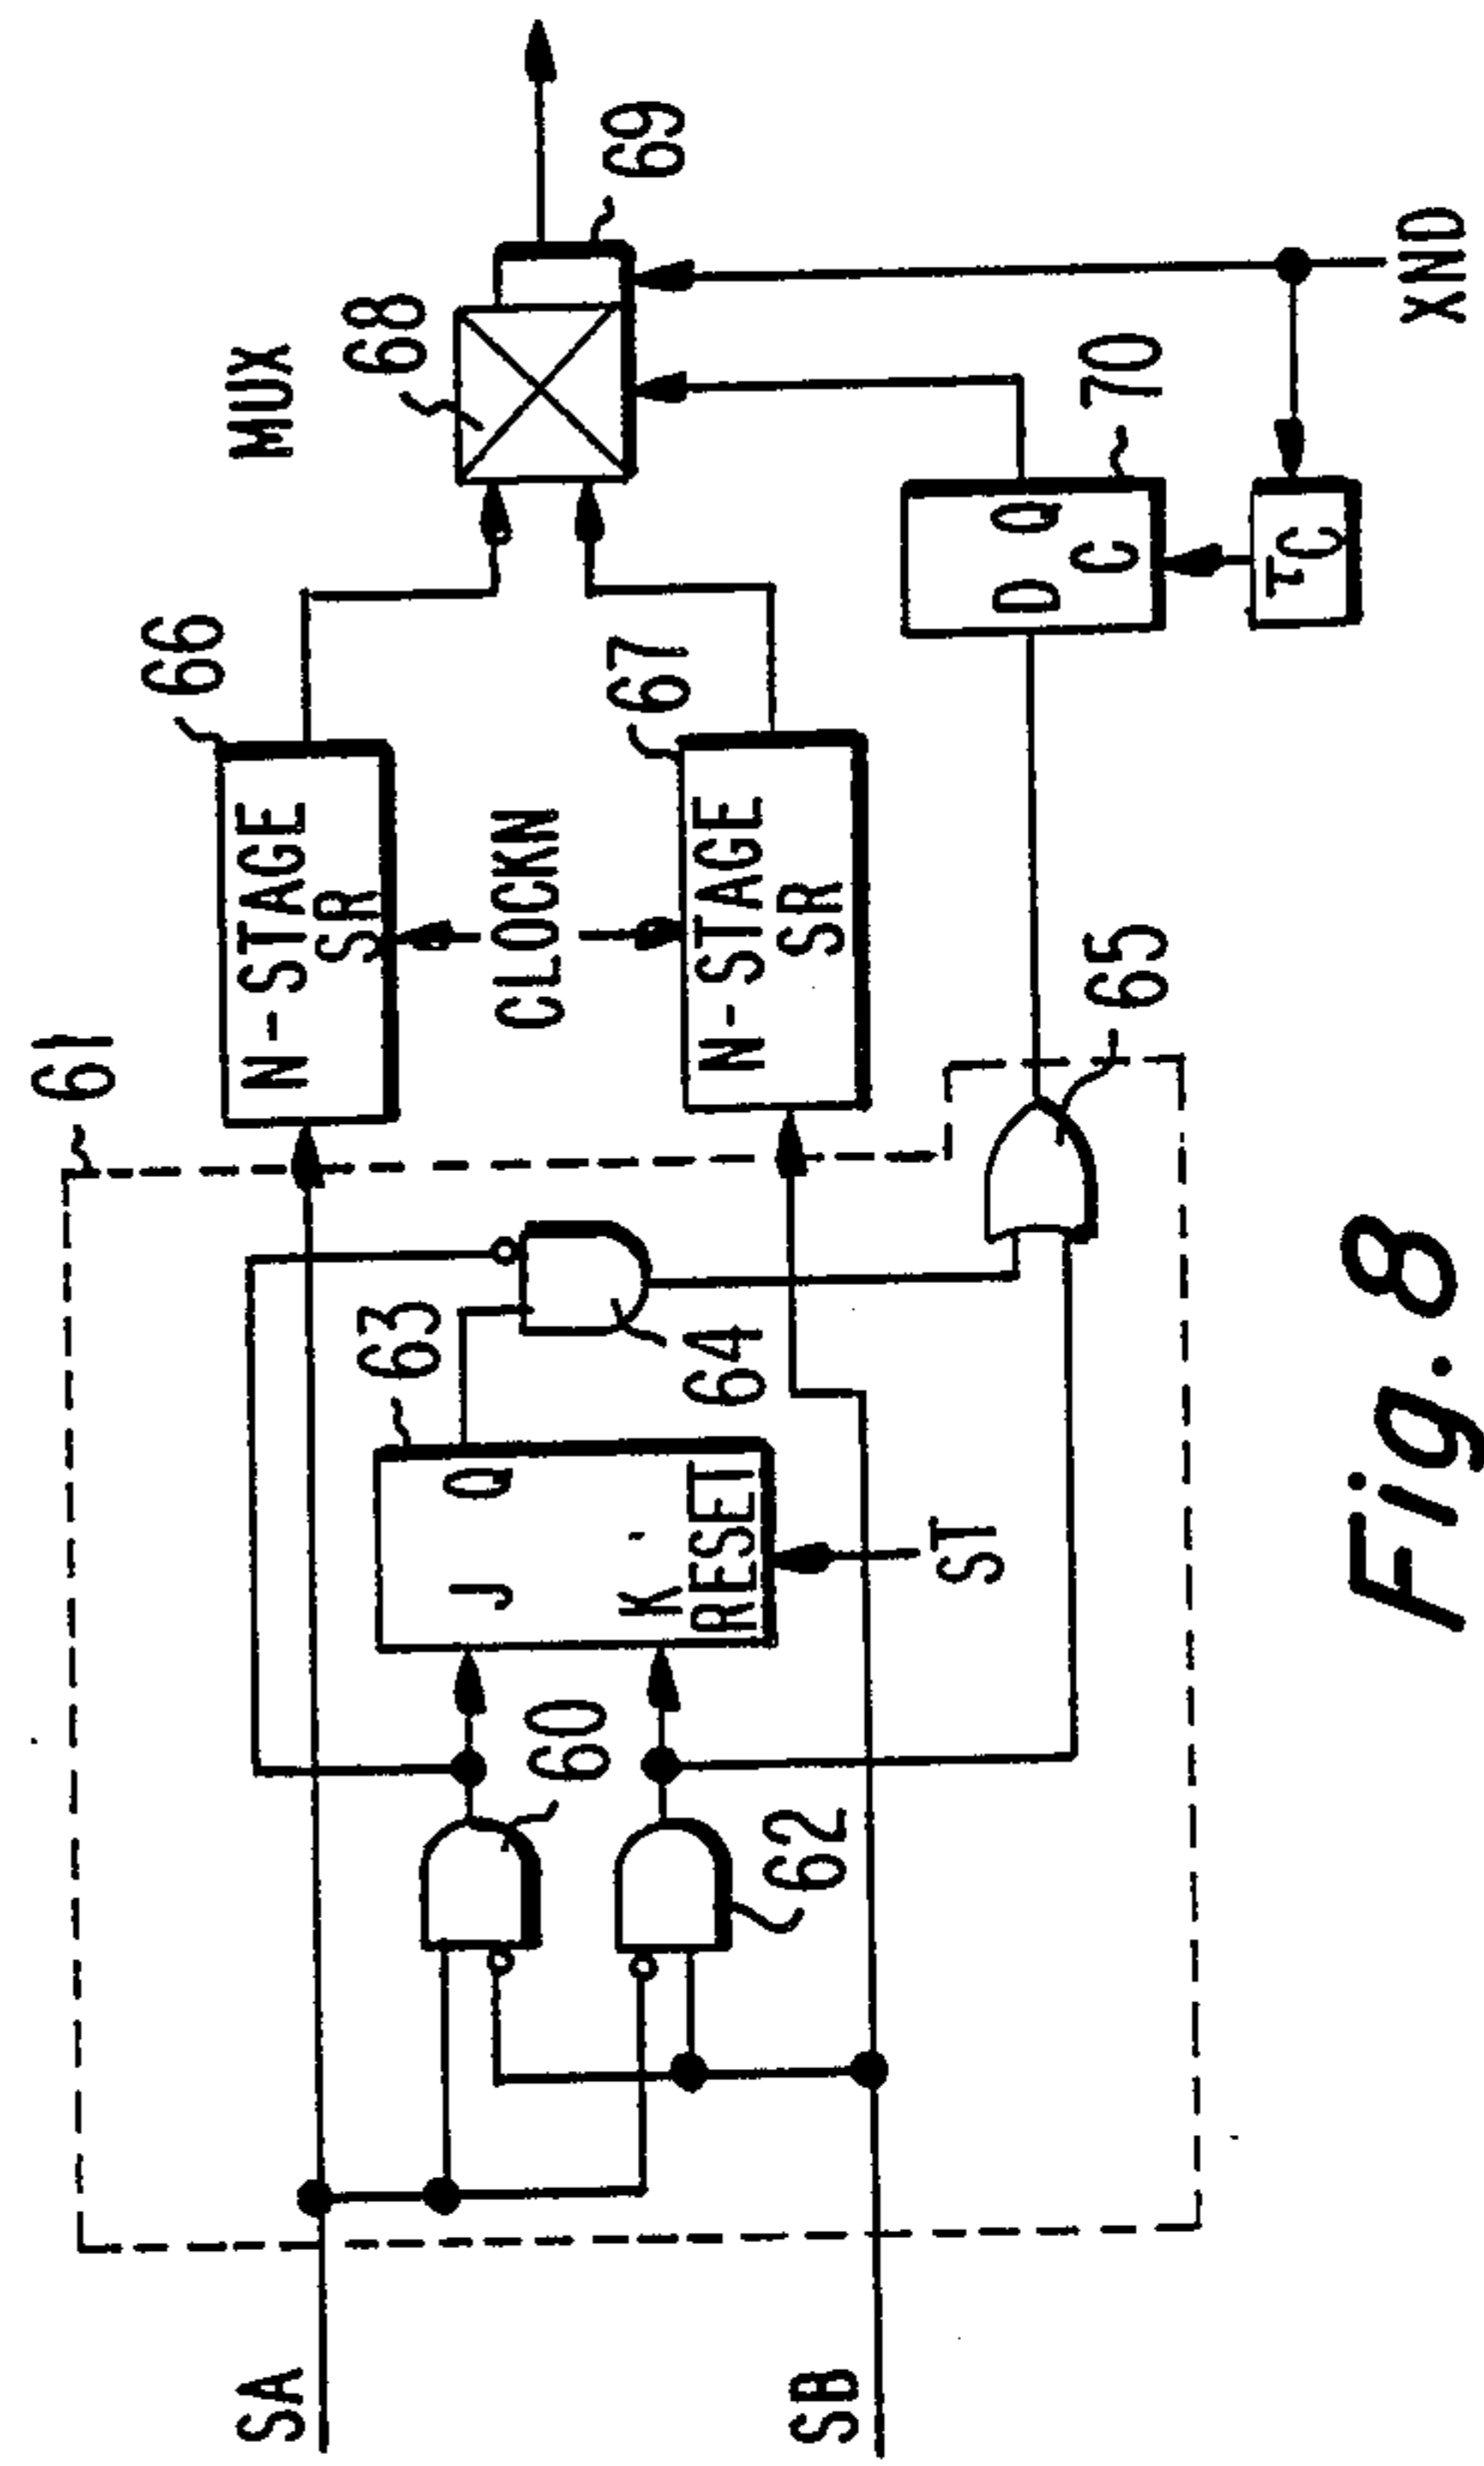 61
66
MUX
SA
N-STAGE
SR
68
63
J Q
CLOCKN
60
69
67
K
64
RESET
N-STAGE
SR
62
SB
ST
D Q
C
70
65
τC
XND
Fig. 8